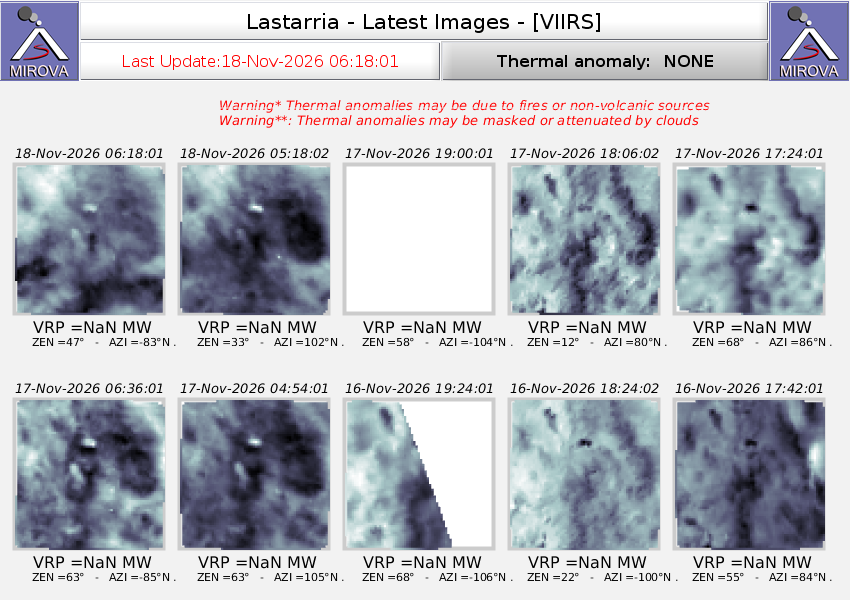 Lastarria - Latest Images - [VIIRS]
MIROVA
MIROVA
Last Update:18-Nov-2026 06:18:01
Thermal anomaly: NONE
Warning* Thermal anomalies may be due to fires or non-volcanic sources
Warning**: Thermal anomalies may be masked or attenuated by clouds
18-Nov-2026 06:18:01
18-Nov-2026 05:18:02
17-Nov-2026 19:00:01
17-Nov-2026 18:06:02
17-Nov-2026 17:24:01
VRP =NaN MW
VRP =NaN MW
VRP =NaN MW
VRP =NaN MW
VRP =NaN MW
ZEN =47° - AZI =-83°N .
ZEN =33° - AZI =102°N .
ZEN =58° - AZI =-104°N .
ZEN =12° - AZI =80°N .
ZEN =68° - AZI =86°N .
17-Nov-2026 06:36:01
17-Nov-2026 04:54:01
16-Nov-2026 19:24:01
16-Nov-2026 18:24:02
16-Nov-2026 17:42:01
VRP =NaN MW
VRP =NaN MW
VRP =NaN MW
VRP =NaN MW
VRP =NaN MW
ZEN =63° - AZI =-85°N .
ZEN =63° - AZI =105°N .
ZEN =68° - AZI =-106°N .
ZEN =22° - AZI =-100°N .
ZEN =55° - AZI =84°N .